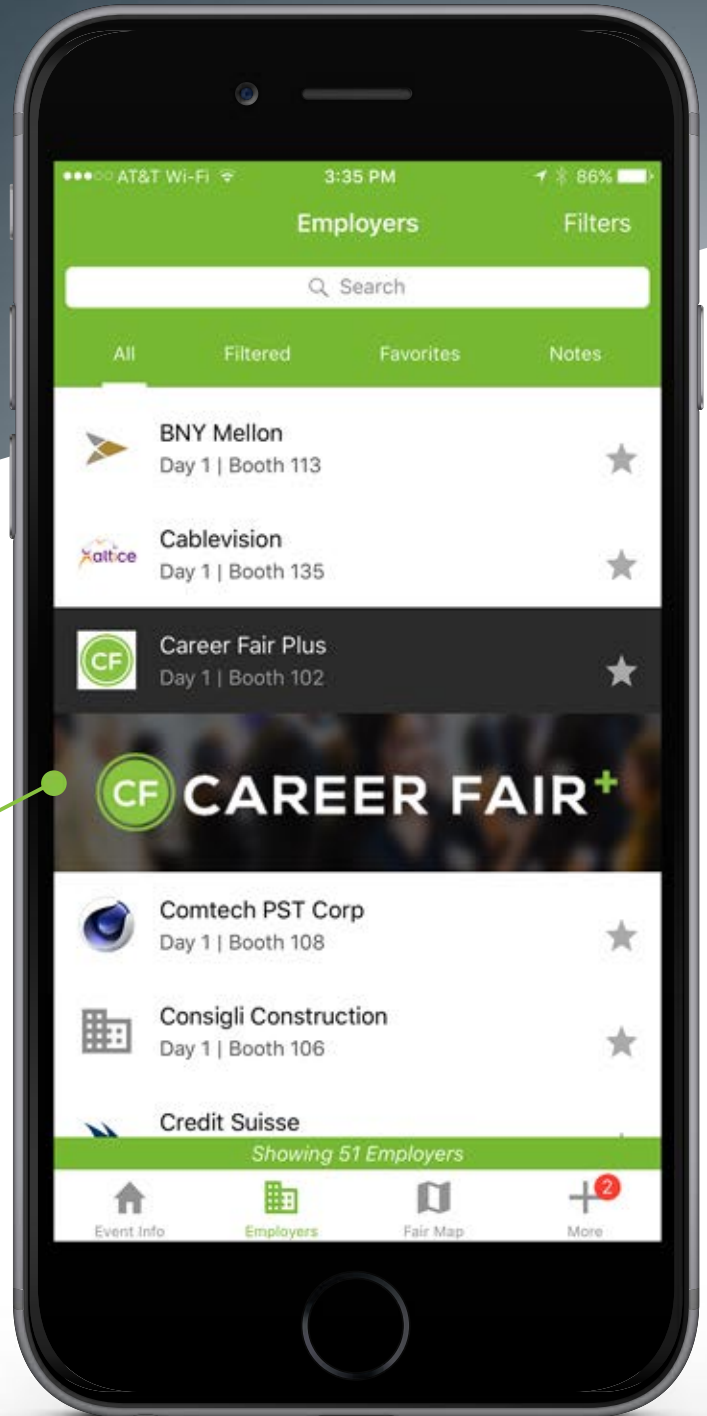 AT&T Wi-Fi 3:35 PM 86%
Employers Filters
Search
All Filtered Favorites Notes
BNY Mellon
Day 1 | Booth 113
altice
Cablevision
Day 1 | Booth 135
CF
Career Fair Plus
Day 1 | Booth 102
CF CAREER FAIR+
Comtech PST Corp
Day 1 | Booth 108
Consigli Construction
Day 1 | Booth 106
Credit Suisse
Showing 51 Employers
2
Event Info Employers Fair Map More